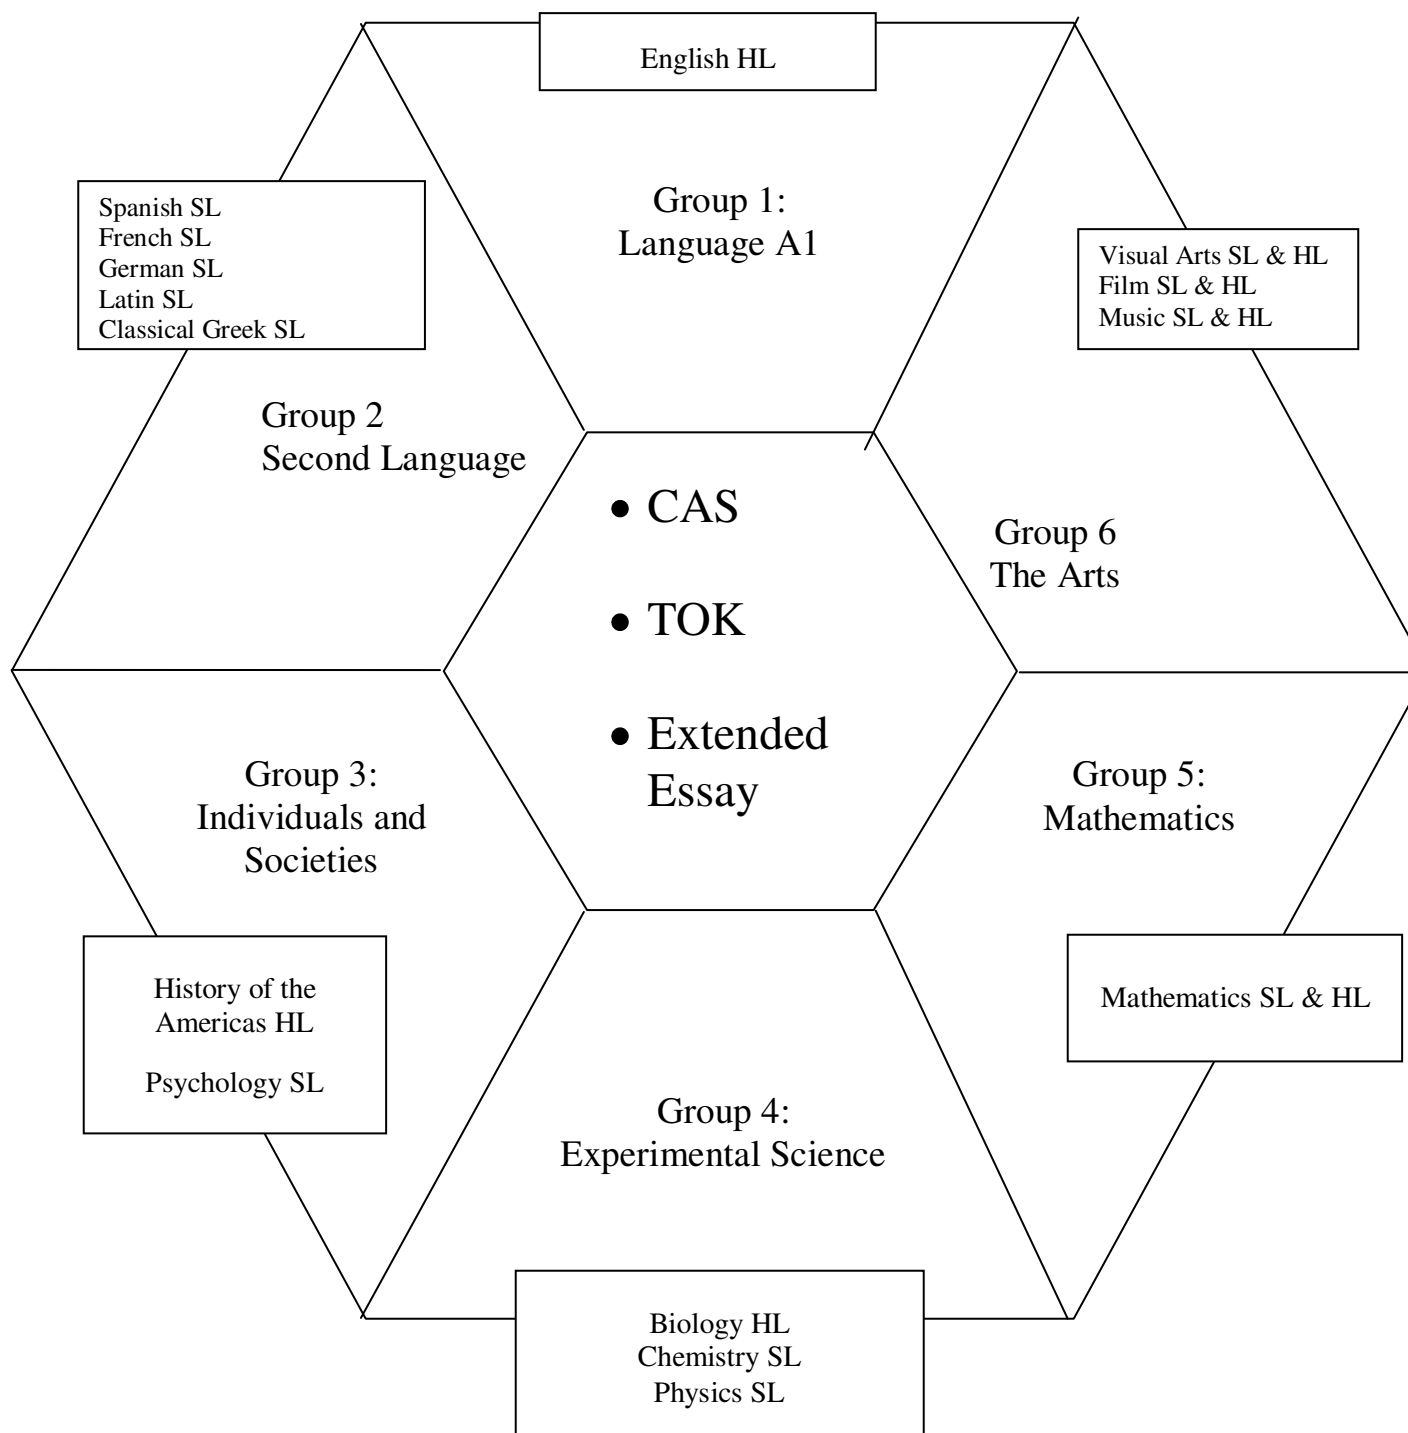 English HL
Group 1:
Language A1
Spanish SL
French SL
German SL
Latin SL
Classical Greek SL
Visual Arts SL & HL
Film SL & HL
Music SL & HL
Group 2
Second Language
• CAS
• TOK
• Extended
Essay
Group 6
The Arts
Group 3:
Individuals and
Societies
Group 5:
Mathematics
History of the
Americas HL
Psychology SL
Mathematics SL & HL
Group 4:
Experimental Science
Biology HL
Chemistry SL
Physics SL